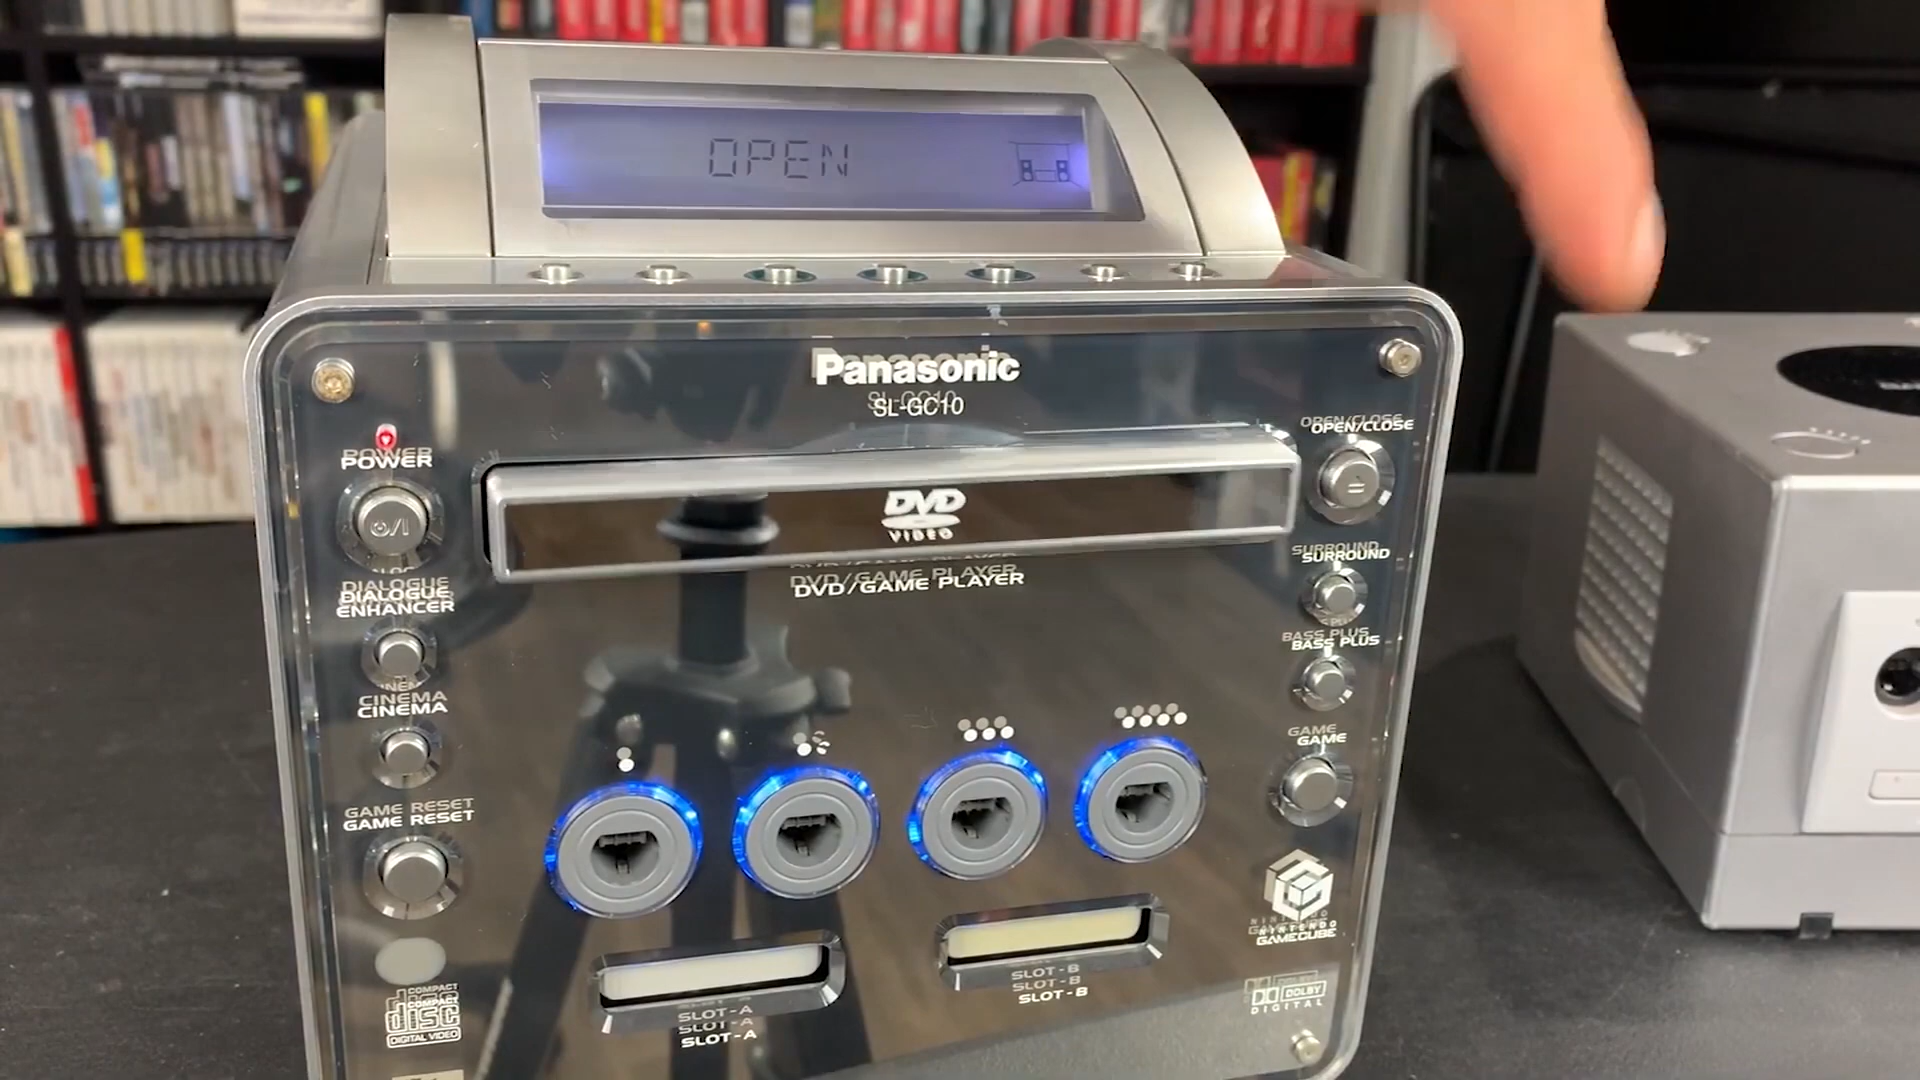 OPEN
Panasonic
SL-GC10
POWER
OPEN/CLOSE
DVD
VIDEO
DVD/GAME PLAYER
SURROUND
DIALOGUE
ENHANCER
BASS PLUS
CINEMA
GAME
GAME RESET
NINTENDO
GAMECUBE
SLOT-A
SLOT-B
COMPACT
disc
DIGITAL VIDEO
DOLBY
DIGITAL